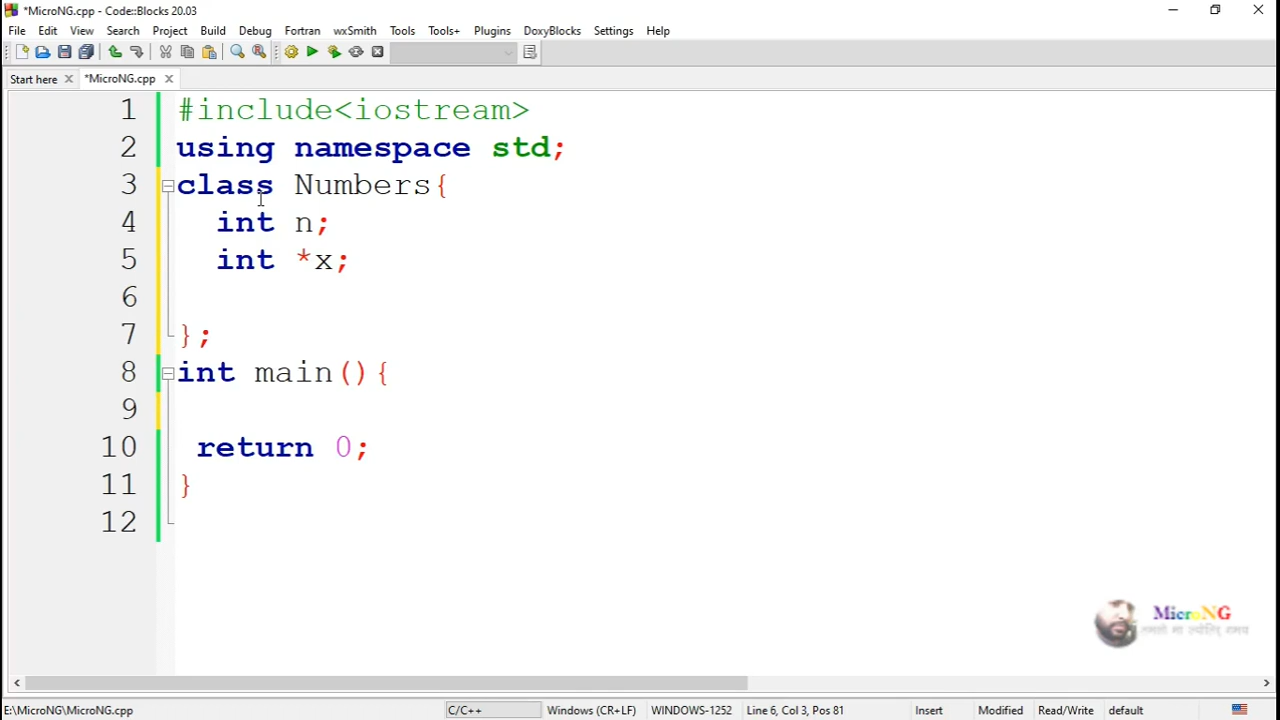 *MicroNG.cpp - Code::Blocks 20.03
File Edit View Search Project Build Debug Fortran wxSmith Tools Tools+ Plugins DoxyBlocks Settings Help
Start here *MicroNG.cpp
1 #include<iostream>
2 using namespace std;
3 class Numbers{
4 int n;
5 int *x;
6
7 };
8 int main(){
9
10 return 0;
11 }
12
MicroNG
तमसो मा ज्योतिर् गमय
E:\MicroNG\MicroNG.cpp C/C++ Windows (CR+LF) WINDOWS-1252 Line 6, Col 3, Pos 81 Insert Modified Read/Write default